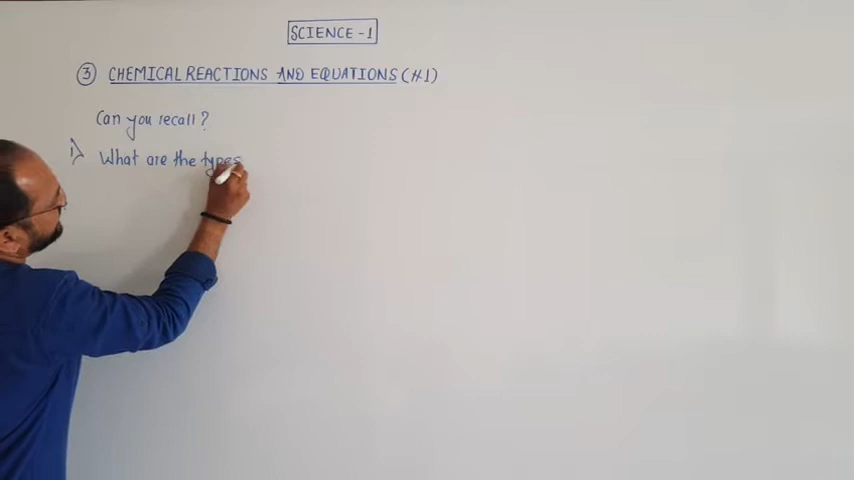 SCIENCE-1
③ CHEMICAL REACTIONS AND EQUATIONS (#1)
Can you recall?
1) What are the types